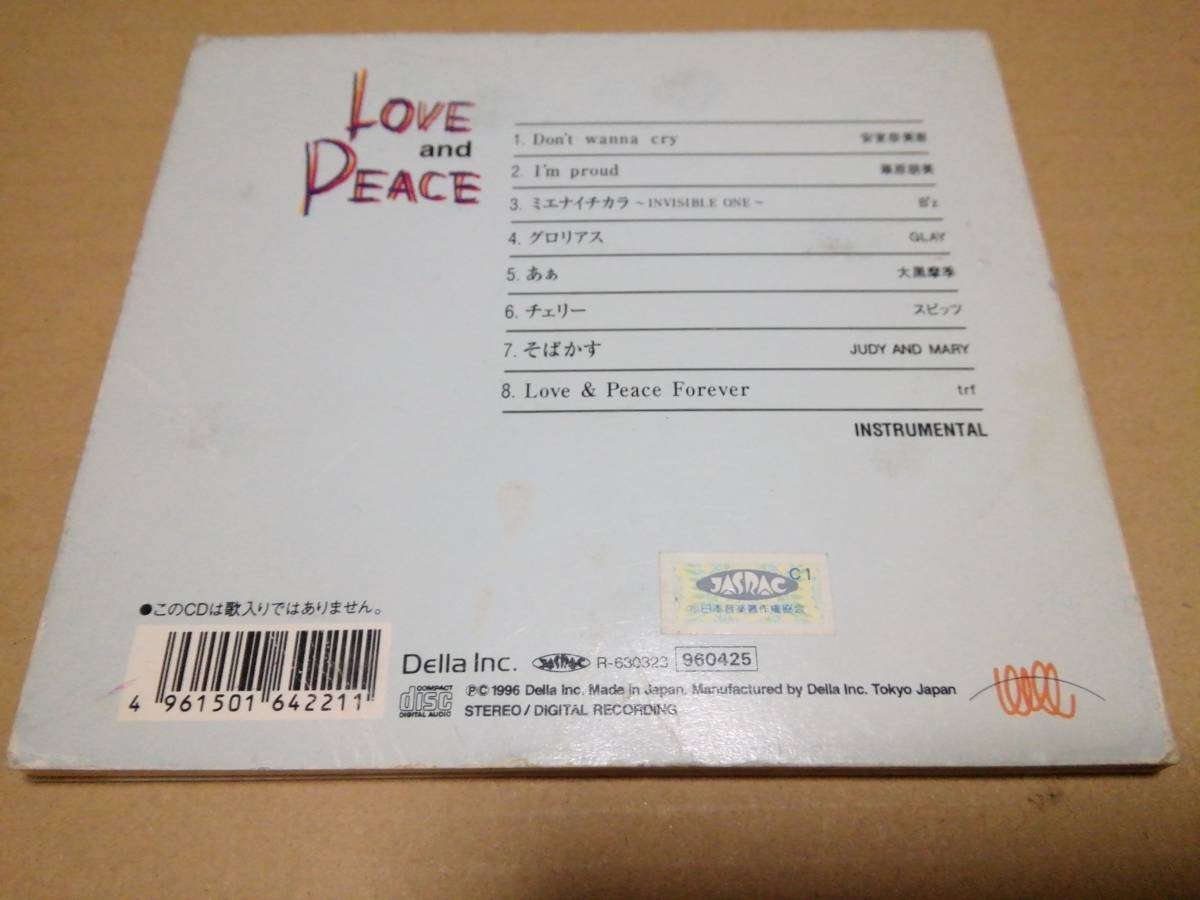 LOVE
and
PEACE
1. Don't wanna cry 安室奈美恵
2. I'm proud 華原朋美
3. ミエナイチカラ ~INVISIBLE ONE~ B'z
4. グロリアス GLAY
5. あぁ 大黒摩季
6. チェリー スピッツ
7. そばかす JUDY AND MARY
8. Love & Peace Forever trf
INSTRUMENTAL
JASRAC C1
日本音楽著作権協会
●このCDは歌入りではありません。
4 961501 642211
Della Inc. JASRAC R-630323 960425
COMPACT disc DIGITAL AUDIO
ⓅⒸ 1996 Della Inc. Made in Japan. Manufactured by Della Inc. Tokyo Japan
STEREO / DIGITAL RECORDING